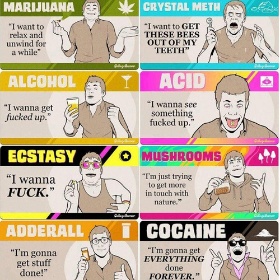 MARIJUANA
"I want to
relax and
unwind for
a while"
CRYSTAL METH
"I want to GET
THESE BEES
OUT OF MY
TEETH"
ALCOHOL
"I wanna get
fucked up."
ACID
"I wanna see
something
fucked up."
ECSTASY
"I wanna
FUCK."
MUSHROOMS
"I'm just trying
to get more
in touch with
nature."
ADDERALL
"I'm gonna
get stuff
done!"
COCAINE
"I'm gonna get
EVERYTHING
done
FOREVER."